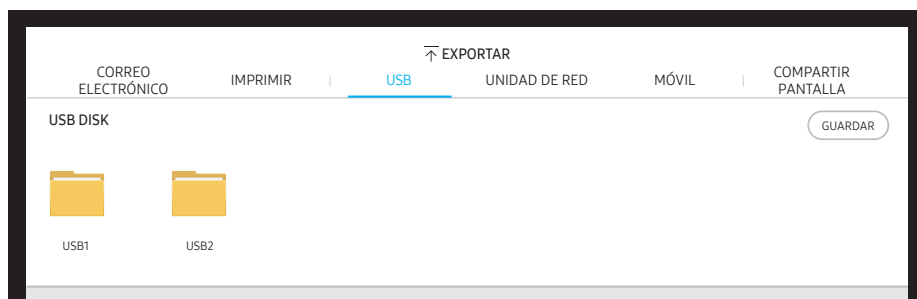 EXPORTAR
CORREO
ELECTRÓNICO
IMPRIMIR
USB
UNIDAD DE RED
MÓVIL
COMPARTIR
PANTALLA
USB DISK
GUARDAR
USB1
USB2